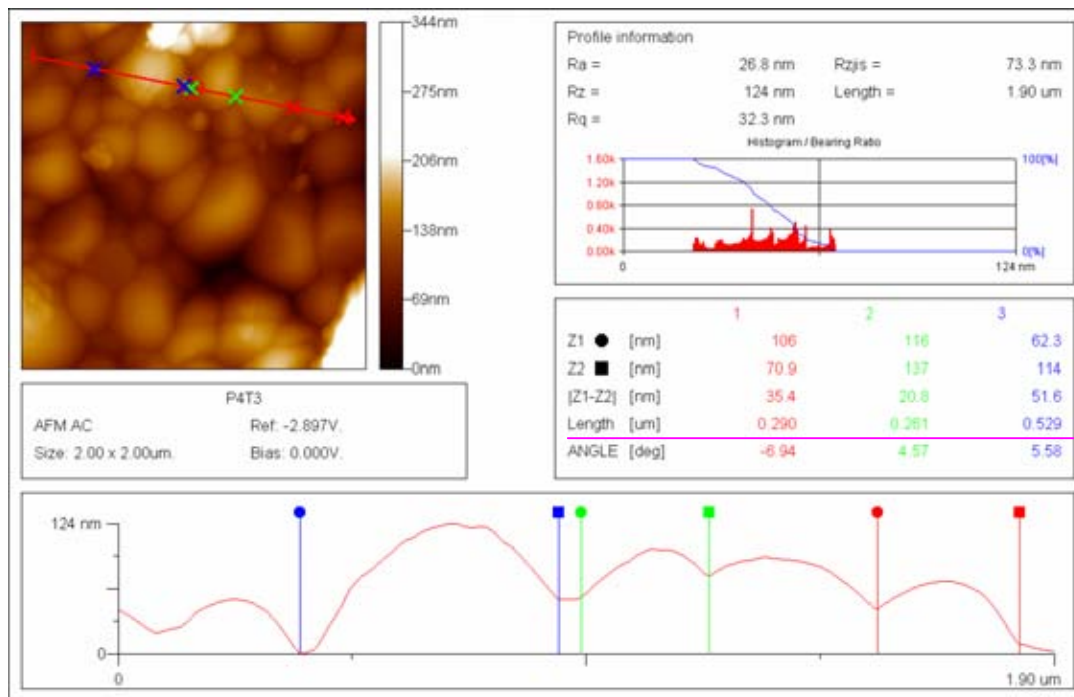 344nm
275nm
206nm
138nm
69nm
0nm
P4T3
AFM AC Ref: -2.897V.
Size: 2.00 x 2.00um. Bias: 0.000V.
Profile information
Ra = 26.8 nm Rzjis = 73.3 nm
Rz = 124 nm Length = 1.90 um
Rq = 32.3 nm
Histogram / Bearing Ratio
1.60k 100[%]
1.20k
0.80k
0.40k
0.00k 0[%]
0 124 nm
1 2 3
Z1 ● [nm] 106 116 62.3
Z2 ■ [nm] 70.9 137 114
|Z1-Z2| [nm] 35.4 20.8 51.6
Length [um] 0.290 0.261 0.529
ANGLE [deg] -6.94 4.57 5.58
124 nm
0
0 1.90 um